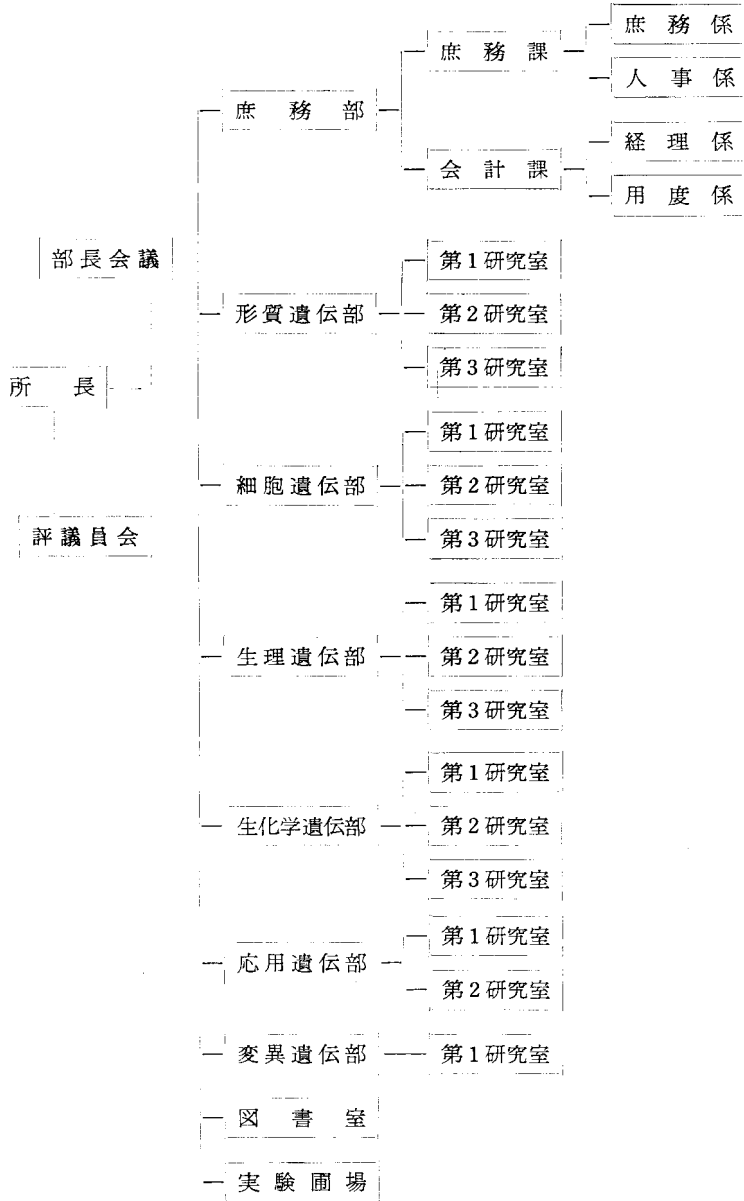 庶務係
庶務課
人事係
庶務部
経理係
会計課
用度係
部長会議
第1研究室
形質遺伝部
第2研究室
第3研究室
所長
第1研究室
細胞遺伝部
第2研究室
評議員会
第3研究室
第1研究室
生理遺伝部
第2研究室
第3研究室
第1研究室
生化学遺伝部
第2研究室
第3研究室
第1研究室
応用遺伝部
第2研究室
変異遺伝部
第1研究室
図書室
実験圃場